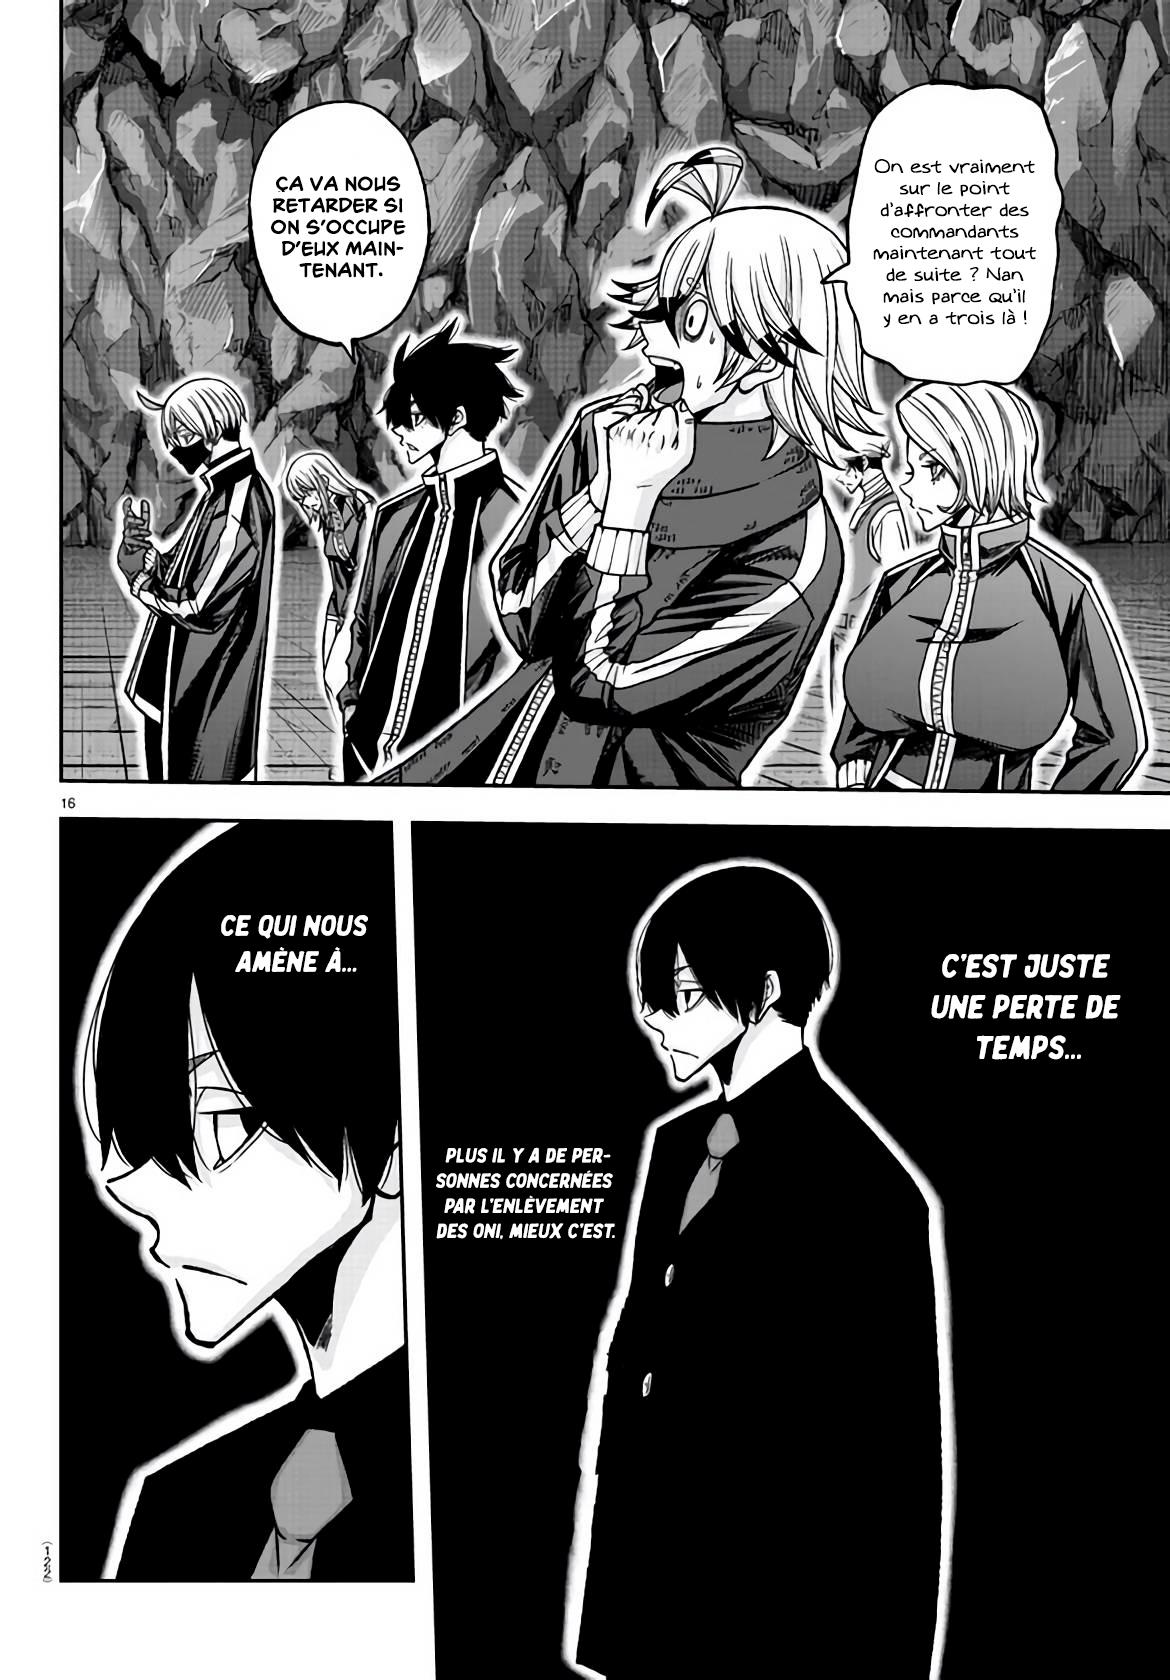 On est vraiment
sur le point
d'affronter des
commandants
maintenant tout
de suite ? Nan
mais parce qu'il
y en a trois là !
ÇA VA NOUS
RETARDER SI
ON S'OCCUPE
D'EUX MAIN-
TENANT.
16
C'EST JUSTE
UNE PERTE DE
TEMPS...
PLUS IL Y A DE PER-
SONNES CONCERNÉES
PAR L'ENLÈVEMENT
DES ONI, MIEUX C'EST.
CE QUI NOUS
AMÈNE À...
(122)